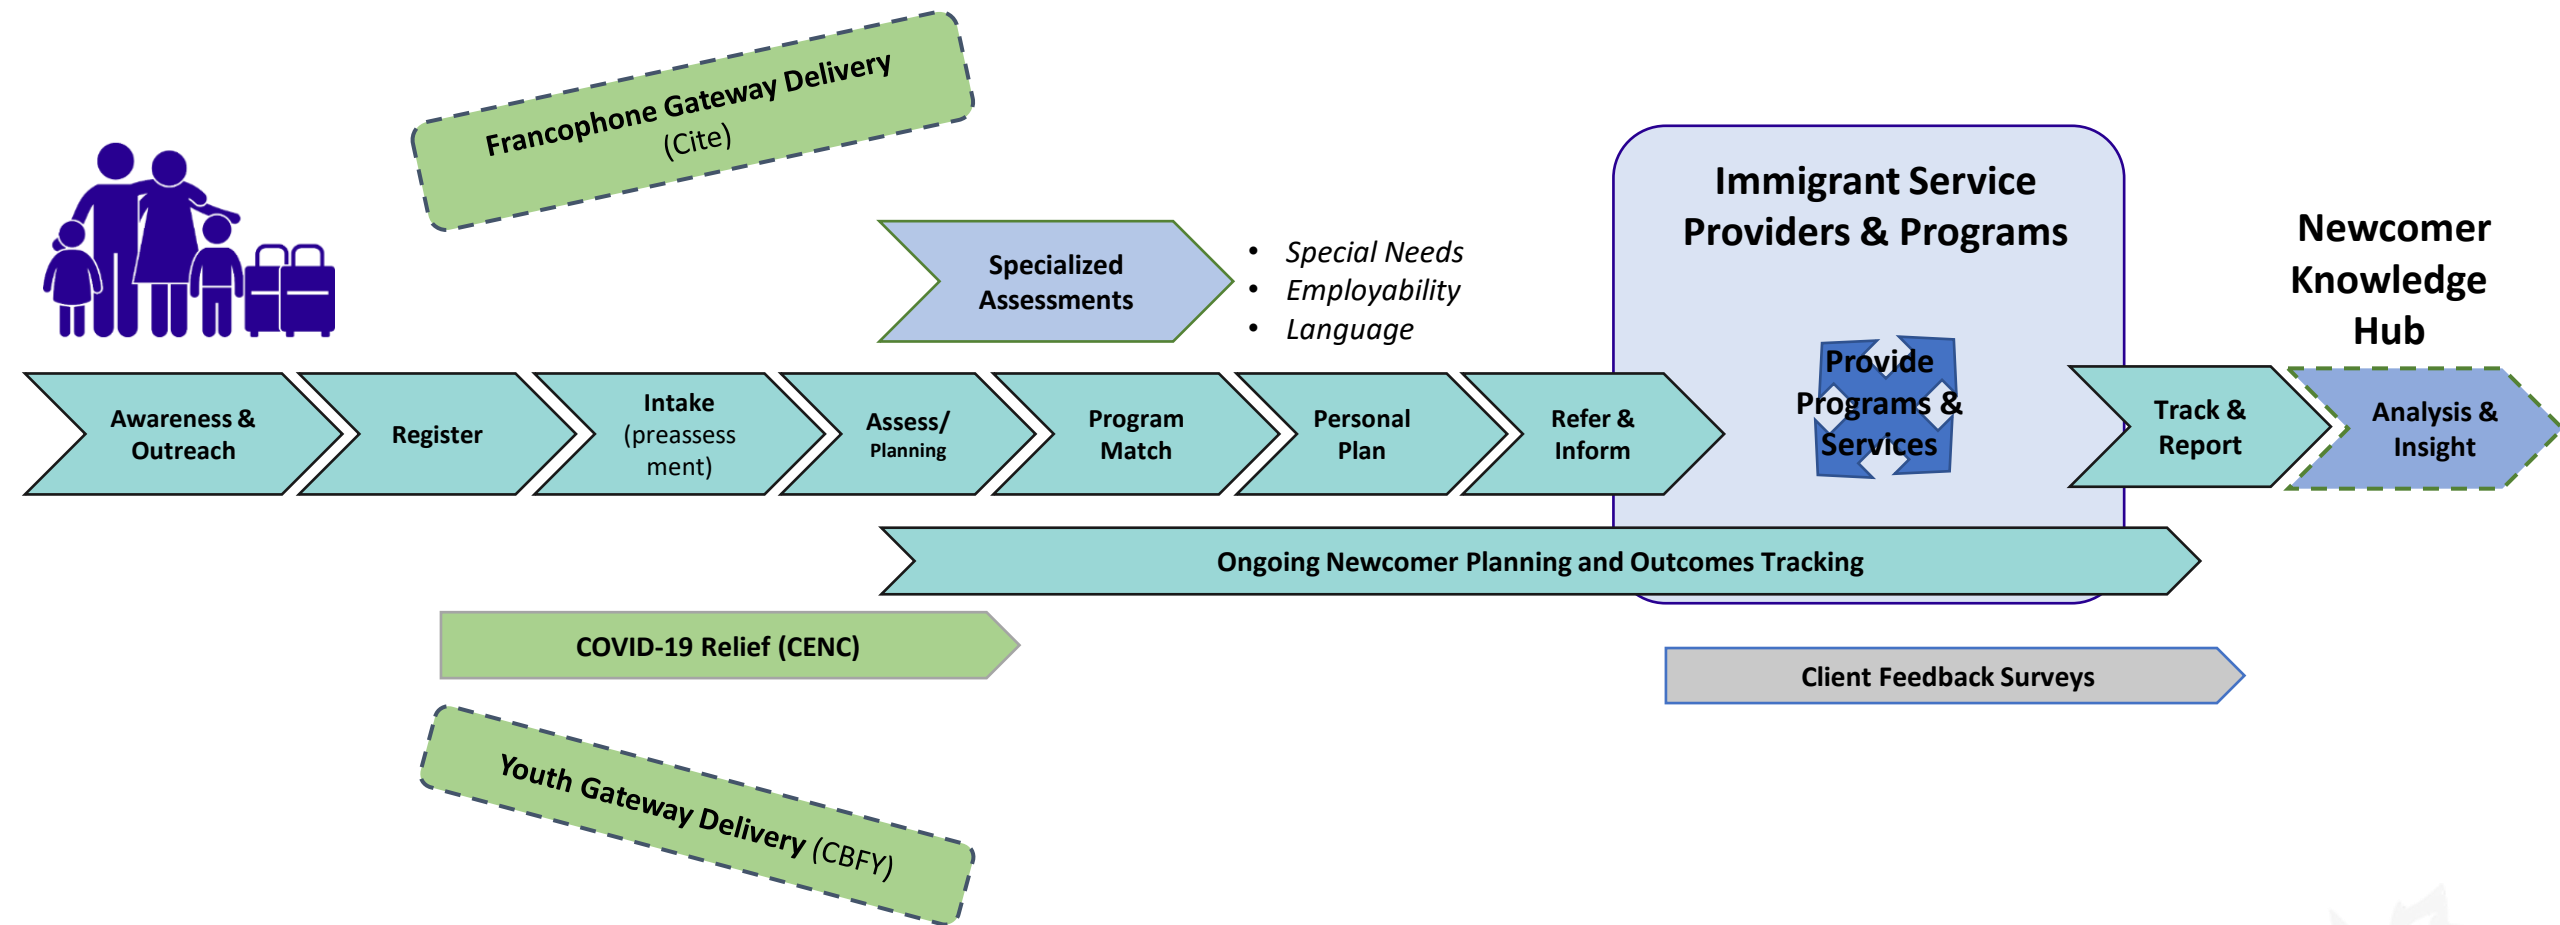 Francophone Gateway Delivery
(Cite)
Specialized
Assessments
• Special Needs
• Employability
• Language
Immigrant Service
Providers & Programs
Newcomer
Knowledge
Hub
Awareness &
Outreach
Register
Intake
(preassess
ment)
Assess/
Planning
Program
Match
Personal
Plan
Refer &
Inform
Provide
Programs &
Services
Track &
Report
Analysis &
Insight
Ongoing Newcomer Planning and Outcomes Tracking
COVID-19 Relief (CENC)
Client Feedback Surveys
Youth Gateway Delivery (CBFY)